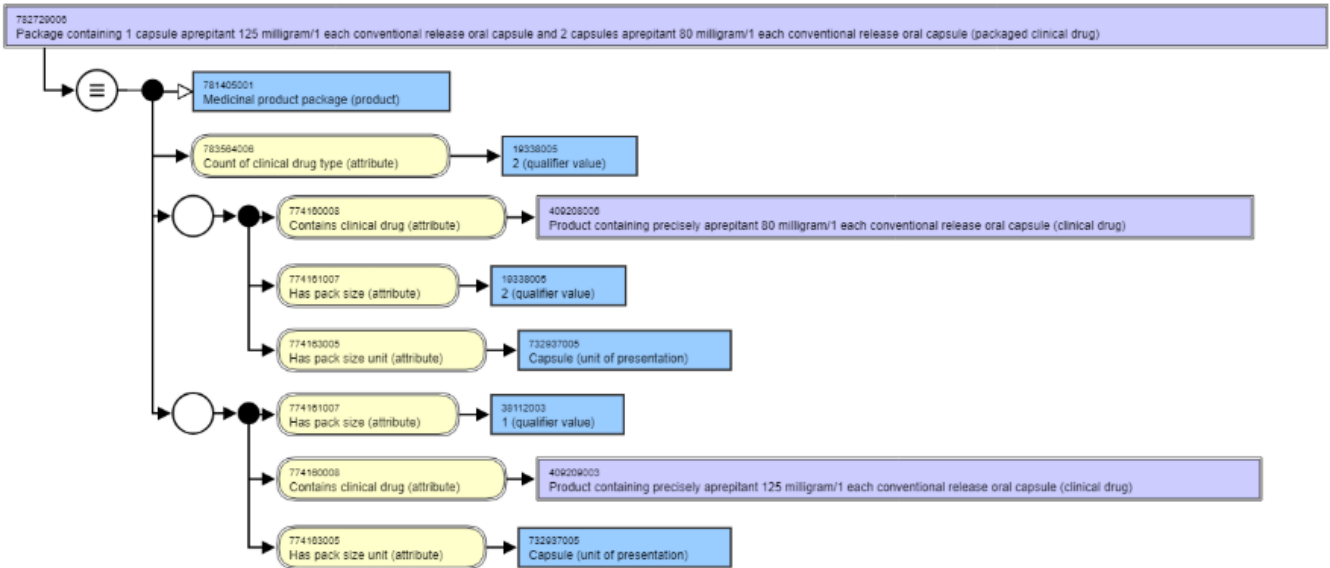 782729006
Package containing 1 capsule aprepitant 125 milligram/1 each conventional release oral capsule and 2 capsules aprepitant 80 milligram/1 each conventional release oral capsule (packaged clinical drug)
781405001
Medicinal product package (product)
783564006
Count of clinical drug type (attribute)
19338005
2 (qualifier value)
774160008
Contains clinical drug (attribute)
409208006
Product containing precisely aprepitant 80 milligram/1 each conventional release oral capsule (clinical drug)
774161007
Has pack size (attribute)
19338005
2 (qualifier value)
774163005
Has pack size unit (attribute)
732937005
Capsule (unit of presentation)
774161007
Has pack size (attribute)
38112003
1 (qualifier value)
774160008
Contains clinical drug (attribute)
409209003
Product containing precisely aprepitant 125 milligram/1 each conventional release oral capsule (clinical drug)
774163005
Has pack size unit (attribute)
732937005
Capsule (unit of presentation)